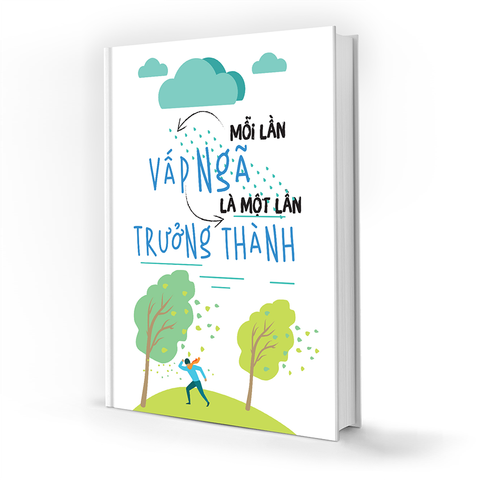 MỖI LẦN
VẤP NGÃ
LÀ MỘT LẦN
TRƯỞNG THÀNH